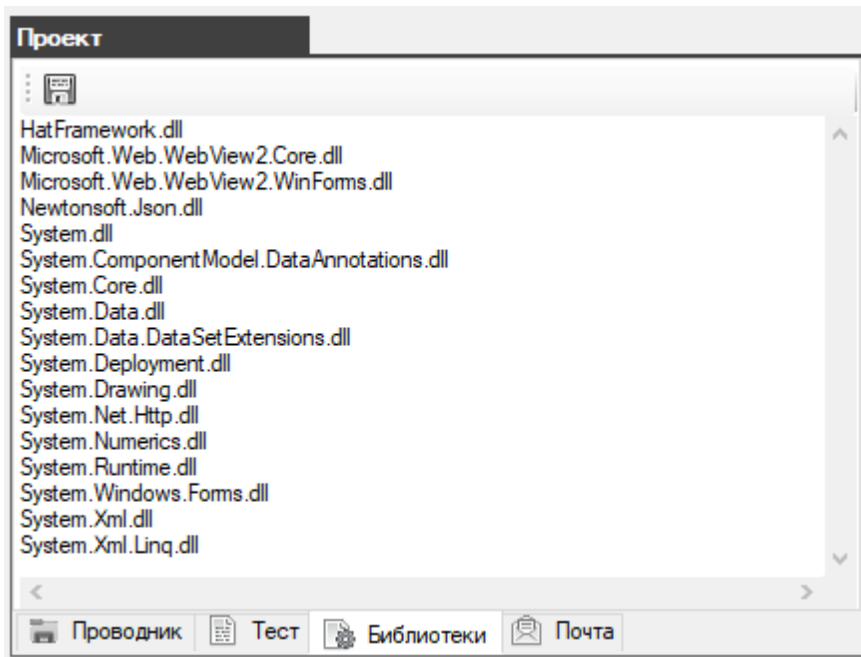 Проект
HatFramework.dll
Microsoft.Web.WebView2.Core.dll
Microsoft.Web.WebView2.WinForms.dll
Newtonsoft.Json.dll
System.dll
System.ComponentModel.DataAnnotations.dll
System.Core.dll
System.Data.dll
System.Data.DataSetExtensions.dll
System.Deployment.dll
System.Drawing.dll
System.Net.Http.dll
System.Numerics.dll
System.Runtime.dll
System.Windows.Forms.dll
System.Xml.dll
System.Xml.Linq.dll
Проводник Тест Библиотеки Почта